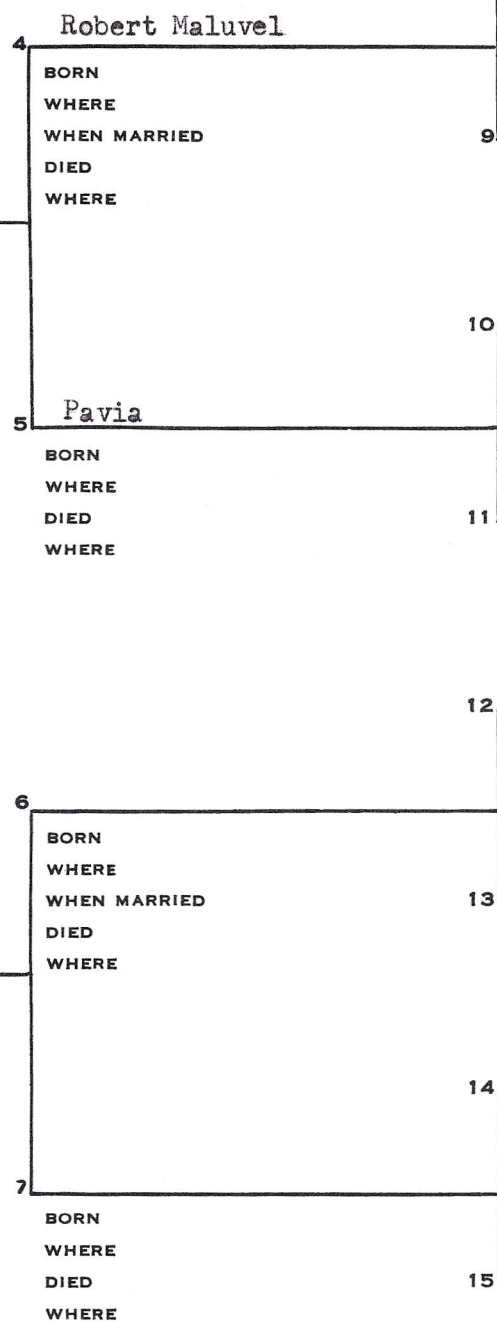 Robert Maluvel
4
BORN
WHERE
WHEN MARRIED
9
DIED
WHERE
10
Pavia
5
BORN
WHERE
DIED
11
WHERE
12
6
BORN
WHERE
WHEN MARRIED
13
DIED
WHERE
14
7
BORN
WHERE
DIED
15
WHERE